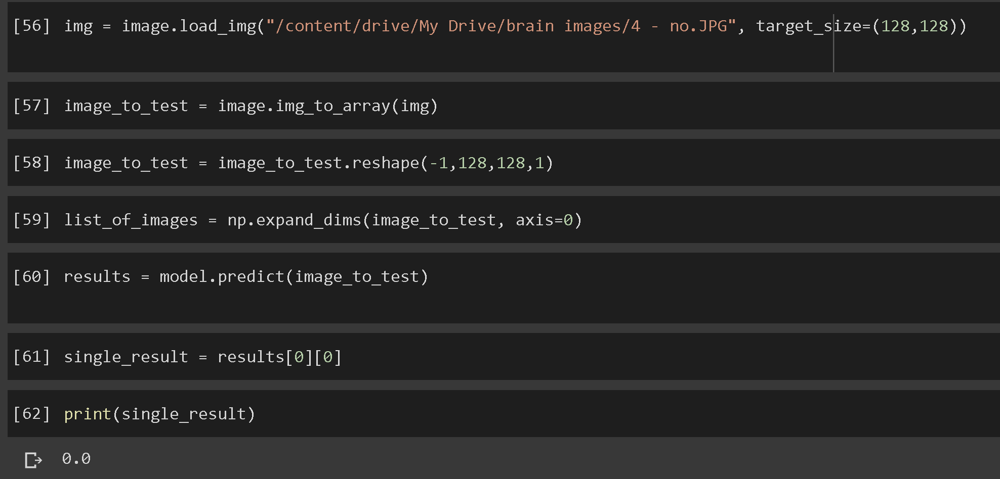 [56] img = image.load_img("/content/drive/My Drive/brain images/4 - no.JPG", target_size=(128,128))
[57] image_to_test = image.img_to_array(img)
[58] image_to_test = image_to_test.reshape(-1,128,128,1)
[59] list_of_images = np.expand_dims(image_to_test, axis=0)
[60] results = model.predict(image_to_test)
[61] single_result = results[0][0]
[62] print(single_result)
0.0